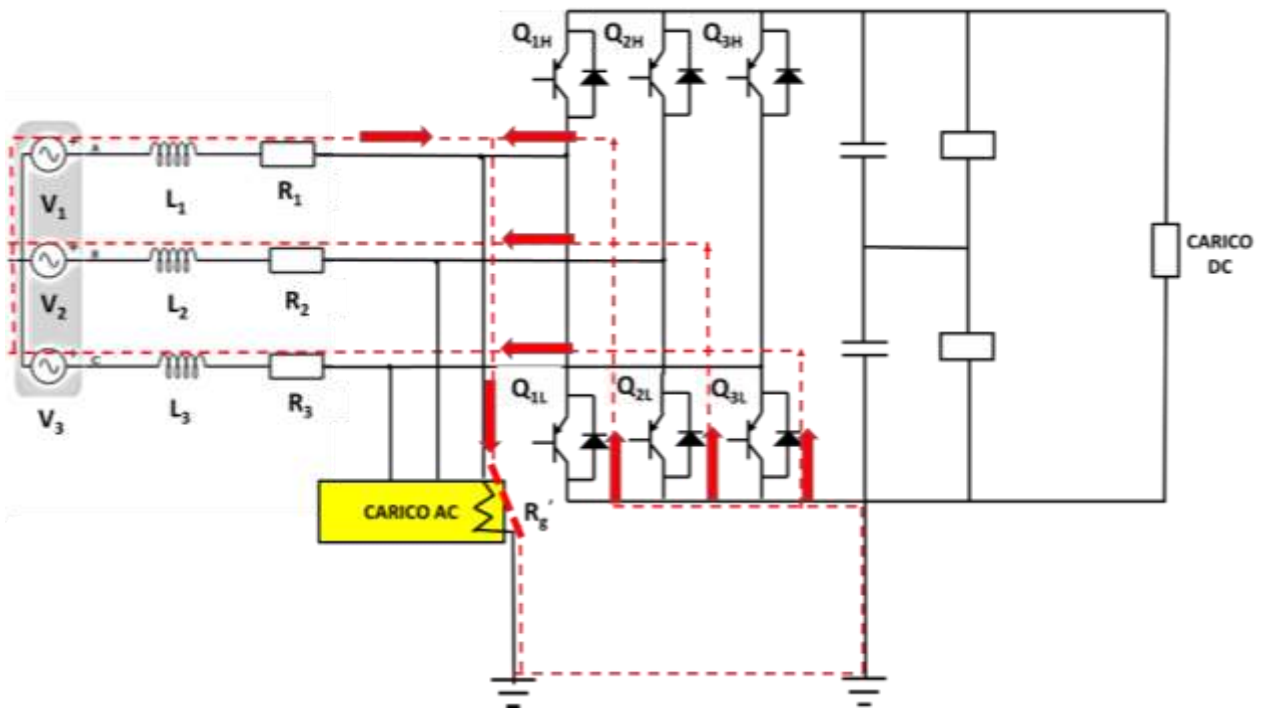 Q1H Q2H Q3H
A
V1 L1 R1
B
V2 L2 R2
CARICO DC
C
V3 L3 R3
Q1L Q2L Q3L
CARICO AC
Rg´